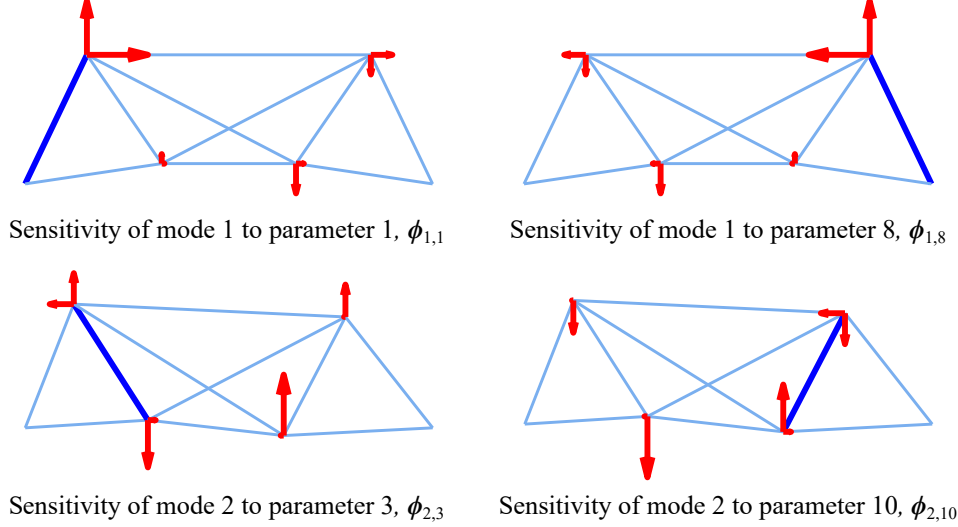 Sensitivity of mode 1 to parameter 1, ϕ1,1
Sensitivity of mode 1 to parameter 8, ϕ1,8
Sensitivity of mode 2 to parameter 3, ϕ2,3
Sensitivity of mode 2 to parameter 10, ϕ2,10